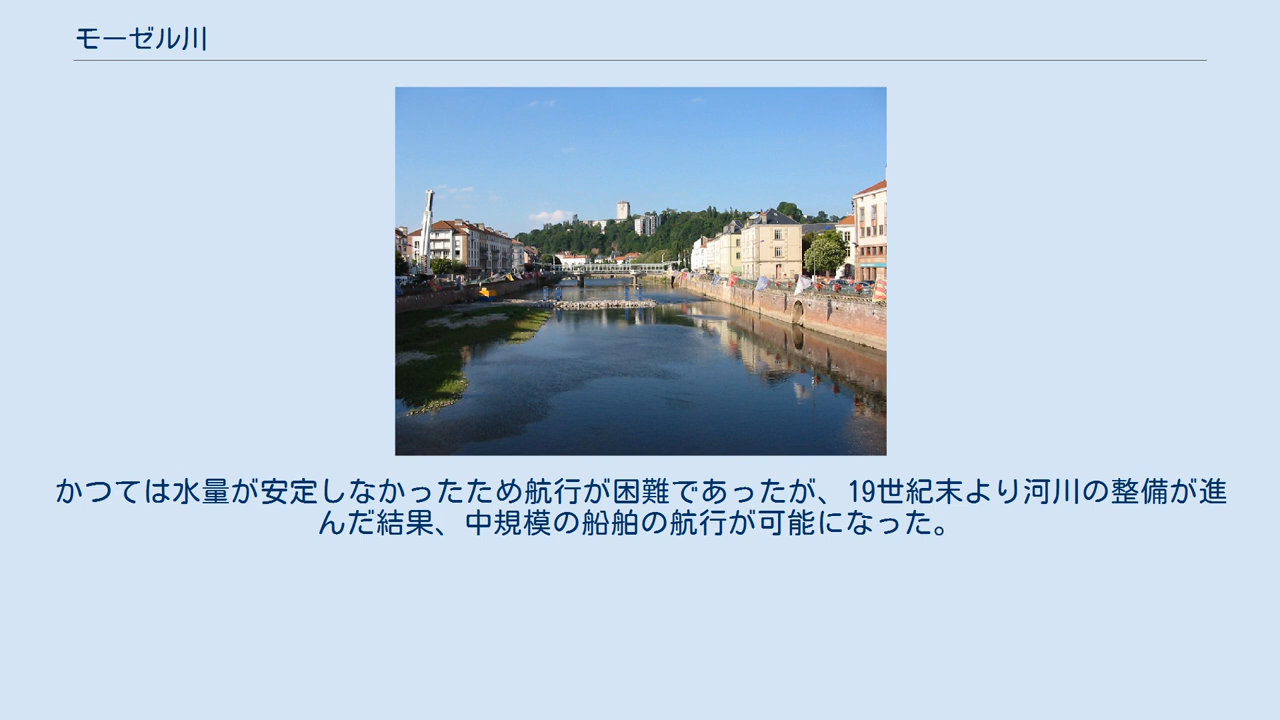 モーゼル川
かつては水量が安定しなかったため航行が困難であったが、19世紀末より河川の整備が進
んだ結果、中規模の船舶の航行が可能になった。